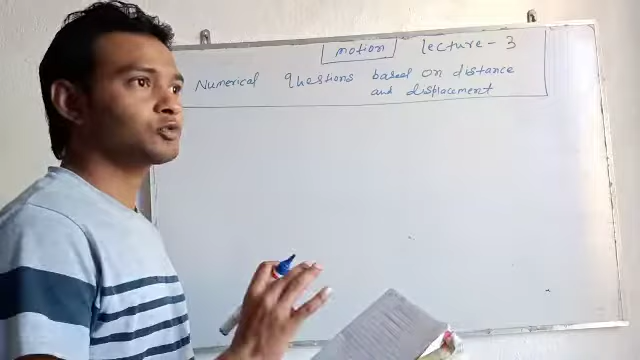 motion lecture - 3
Numerical Questions based on distance
and displacement